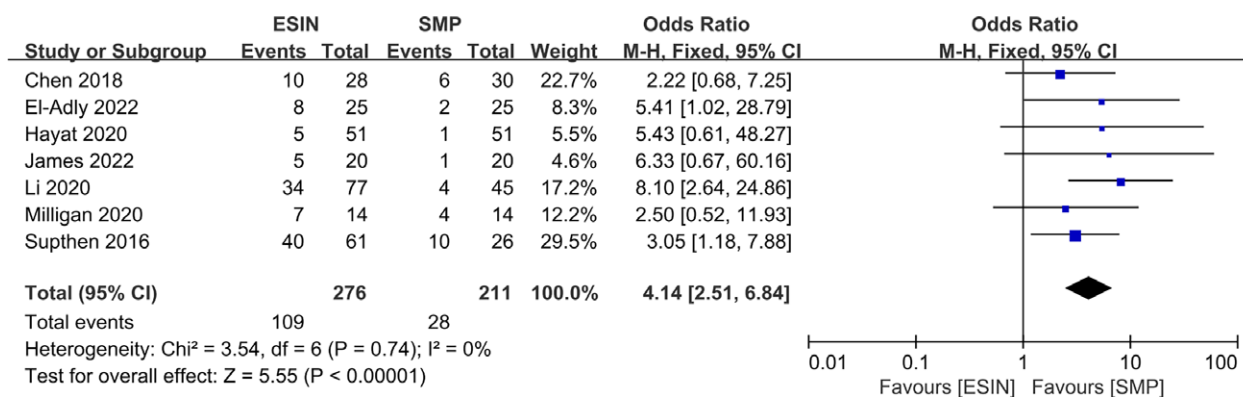 ESIN SMP Odds Ratio Odds Ratio
Study or Subgroup Events Total Events Total Weight M-H, Fixed, 95% CI M-H, Fixed, 95% CI
Chen 2018 10 28 6 30 22.7% 2.22 [0.68, 7.25]
El-Adly 2022 8 25 2 25 8.3% 5.41 [1.02, 28.79]
Hayat 2020 5 51 1 51 5.5% 5.43 [0.61, 48.27]
James 2022 5 20 1 20 4.6% 6.33 [0.67, 60.16]
Li 2020 34 77 4 45 17.2% 8.10 [2.64, 24.86]
Milligan 2020 7 14 4 14 12.2% 2.50 [0.52, 11.93]
Supthen 2016 40 61 10 26 29.5% 3.05 [1.18, 7.88]
Total (95% CI) 276 211 100.0% 4.14 [2.51, 6.84]
Total events 109 28
Heterogeneity: Chi² = 3.54, df = 6 (P = 0.74); I² = 0%
Test for overall effect: Z = 5.55 (P < 0.00001)
0.01 0.1 1 10 100
Favours [ESIN] Favours [SMP]